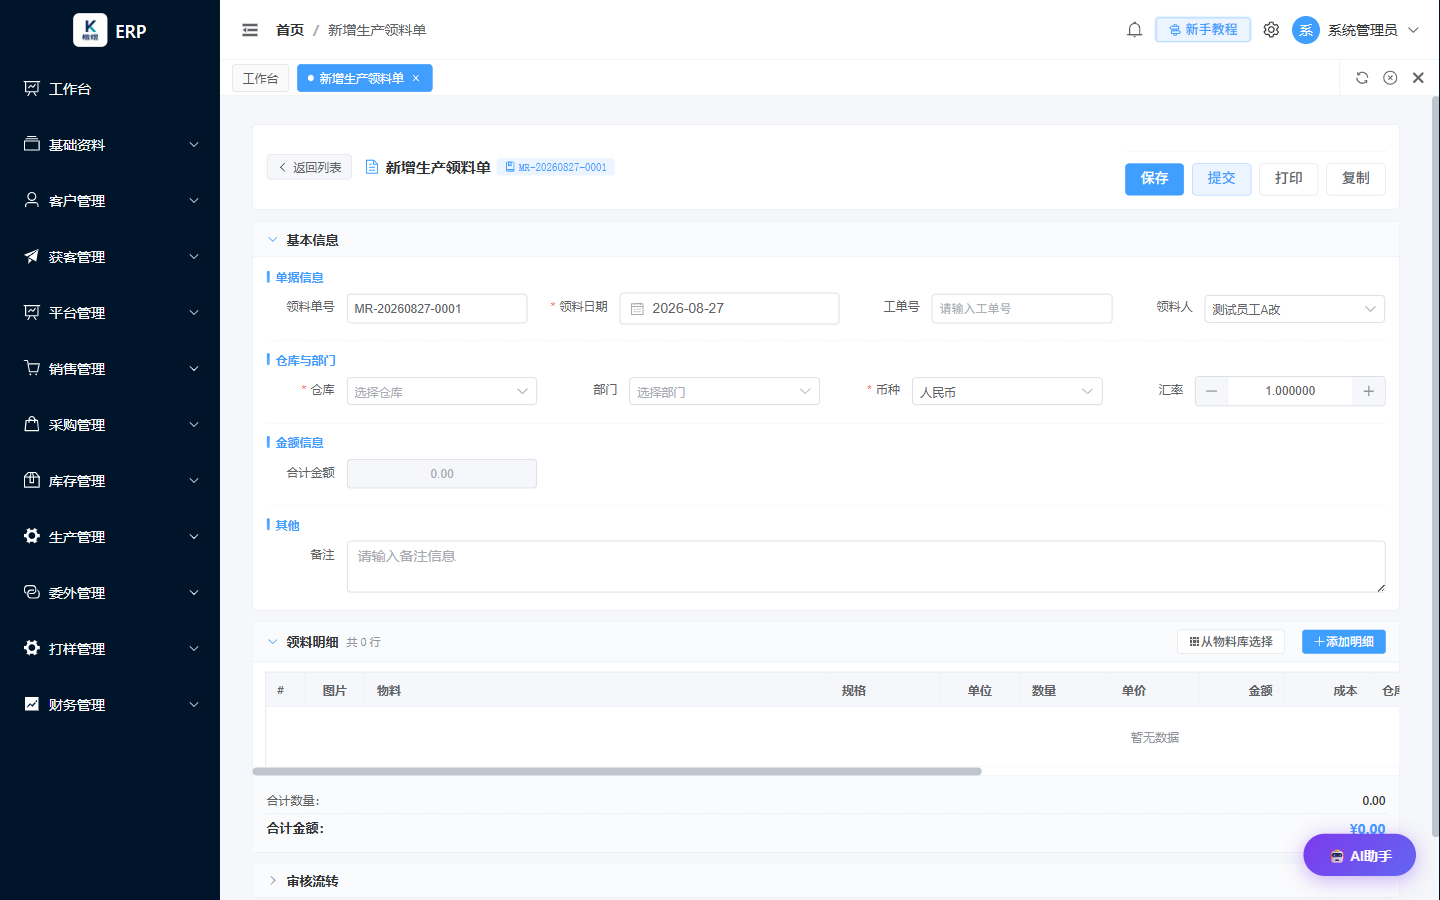 K ERP
首页 / 新增生产领料单
新手教程
系 系统管理员
工作台
新增生产领料单 ×
工作台
基础资料
客户管理
获客管理
平台管理
销售管理
采购管理
库存管理
生产管理
委外管理
打样管理
财务管理
返回列表
新增生产领料单
MR-20260827-0001
保存
提交
打印
复制
基本信息
单据信息
领料单号 MR-20260827-0001
* 领料日期 2026-08-27
工单号 请输入工单号
领料人 测试员工A改
仓库与部门
* 仓库 选择仓库
部门 选择部门
* 币种 人民币
汇率 − 1.000000 +
金额信息
合计金额 0.00
其他
备注 请输入备注信息
领料明细 共 0 行
从物料库选择
+添加明细
# 图片 物料 规格 单位 数量 单价 金额 成本
暂无数据
合计数量: 0.00
合计金额: ¥0.00
AI助手
审核流转